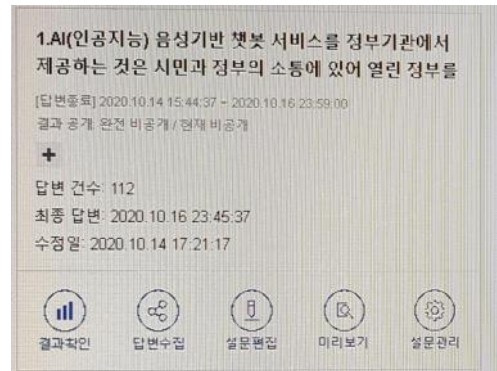 1.AI(인공지능) 음성기반 챗봇 서비스를 정부기관에서
제공하는 것은 시민과 정부의 소통에 있어 열린 정부를
[답변종료] 2020.10.14 15:44:37 ~ 2020.10.16 23:59:00
결과 공개: 완전 비공개 / 현재 비공개
+
답변 건수: 112
최종 답변: 2020.10.16 23:45:37
수정일: 2020.10.14 17:21:17
결과확인 답변수집 설문편집 미리보기 설문관리